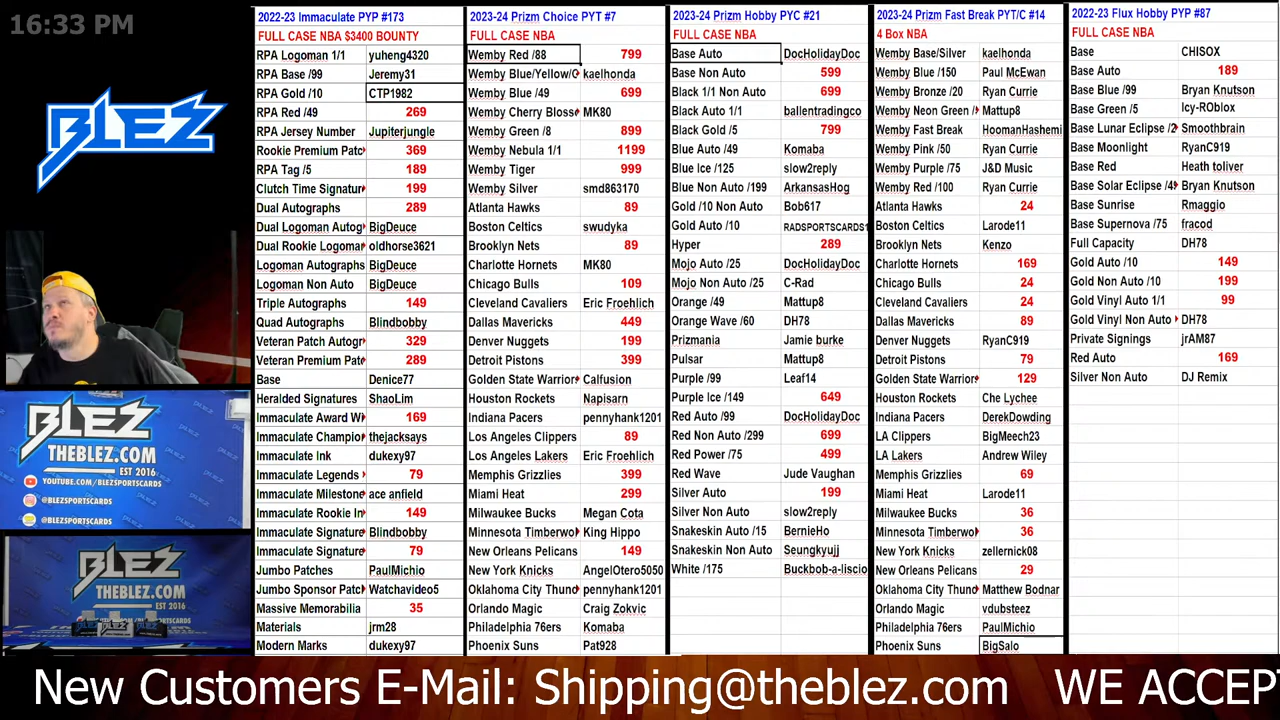 16:33 PM
BLEZ
BLEZ
THEBLEZ.COM
EST 2016
YOUTUBE.COM/BLEZSPORTSCARDS
@BLEZSPORTSCARDS
@BLEZSPORTSCARDS
BLEZ
THEBLEZ.COM
EST 2016
2022-23 Immaculate PYP #173
FULL CASE NBA $3400 BOUNTY
RPA Logoman 1/1 yuheng4320
RPA Base /99 Jeremy31
RPA Gold /10 CTP1982
RPA Red /49 269
RPA Jersey Number Jupiterjungle
Rookie Premium Patc 369
RPA Tag /5 189
Clutch Time Signatur 199
Dual Autographs 289
Dual Logoman Autog BigDeuce
Dual Rookie Logomar oldhorse3621
Logoman Autographs BigDeuce
Logoman Non Auto BigDeuce
Triple Autographs 149
Quad Autographs Blindbobby
Veteran Patch Autogr 329
Veteran Premium Pate 289
Base Denice77
Heralded Signatures ShaoLim
Immaculate Award Wi 169
Immaculate Champio thejacksays
Immaculate Ink dukexy97
Immaculate Legends 79
Immaculate Milestone ace anfield
Immaculate Rookie In 149
Immaculate Signature Blindbobby
Immaculate Signature 79
Jumbo Patches PaulMichio
Jumbo Sponsor Patc Watchavideo5
Massive Memorabilia 35
Materials jrm28
Modern Marks dukexy97
2023-24 Prizm Choice PYT #7
FULL CASE NBA
Wemby Red /88 799
Wemby Blue/Yellow/G kaelhonda
Wemby Blue /49 699
Wemby Cherry Blosso MK80
Wemby Green /8 899
Wemby Nebula 1/1 1199
Wemby Tiger 999
Wemby Silver smd863170
Atlanta Hawks 89
Boston Celtics swudyka
Brooklyn Nets 89
Charlotte Hornets MK80
Chicago Bulls 109
Cleveland Cavaliers Eric Froehlich
Dallas Mavericks 449
Denver Nuggets 199
Detroit Pistons 399
Golden State Warrior Calfusion
Houston Rockets Napisarn
Indiana Pacers pennyhank1201
Los Angeles Clippers 89
Los Angeles Lakers Eric Froehlich
Memphis Grizzlies 399
Miami Heat 299
Milwaukee Bucks Megan Cota
Minnesota Timberwo King Hippo
New Orleans Pelicans 149
New York Knicks AngelOtero5050
Oklahoma City Thun pennyhank1201
Orlando Magic Craig Zokvic
Philadelphia 76ers Komaba
Phoenix Suns Pat928
2023-24 Prizm Hobby PYC #21
FULL CASE NBA
Base Auto DocHolidayDoc
Base Non Auto 599
Black 1/1 Non Auto 699
Black Auto 1/1 ballentradingco
Black Gold /5 799
Blue Auto /49 Komaba
Blue Ice /125 slow2reply
Blue Non Auto /199 ArkansasHog
Gold /10 Non Auto Bob617
Gold Auto /10 RADSPORTSCARDS1
Hyper 289
Mojo Auto /25 DocHolidayDoc
Mojo Non Auto /25 C-Rad
Orange /49 Mattup8
Orange Wave /60 DH78
Prizmania Jamie burke
Pulsar Mattup8
Purple /99 Leaf14
Purple Ice /149 649
Red Auto /99 DocHolidayDoc
Red Non Auto /299 699
Red Power /75 499
Red Wave Jude Vaughan
Silver Auto 199
Silver Non Auto slow2reply
Snakeskin Auto /15 BernieHo
Snakeskin Non Auto Seungkyujj
White /175 Buckbob-a-liscio
2023-24 Prizm Fast Break PYT/C #14
4 Box NBA
Wemby Base/Silver kaelhonda
Wemby Blue /150 Paul McEwan
Wemby Bronze /20 Ryan Currie
Wemby Neon Green / Mattup8
Wemby Fast Break HoomanHashemi
Wemby Pink /50 Ryan Currie
Wemby Purple /75 J&D Music
Wemby Red /100 Ryan Currie
Atlanta Hawks 24
Boston Celtics Larode11
Brooklyn Nets Kenzo
Charlotte Hornets 169
Chicago Bulls 24
Cleveland Cavaliers 24
Dallas Mavericks 89
Denver Nuggets RyanC919
Detroit Pistons 79
Golden State Warrior 129
Houston Rockets Che Lychee
Indiana Pacers DerekDowding
LA Clippers BigMeech23
LA Lakers Andrew Wiley
Memphis Grizzlies 69
Miami Heat Larode11
Milwaukee Bucks 36
Minnesota Timberwo 36
New York Knicks zellernick08
New Orleans Pelicans 29
Oklahoma City Thun Matthew Bodnar
Orlando Magic vdubsteez
Philadelphia 76ers PaulMichio
Phoenix Suns BigSalo
2022-23 Flux Hobby PYP #87
FULL CASE NBA
Base CHISOX
Base Auto 189
Base Blue /99 Bryan Knutson
Base Green /5 Icy-ROblox
Base Lunar Eclipse /2 Smoothbrain
Base Moonlight RyanC919
Base Red Heath toliver
Base Solar Eclipse /49 Bryan Knutson
Base Sunrise Rmaggio
Base Supernova /75 fracod
Full Capacity DH78
Gold Auto /10 149
Gold Non Auto /10 199
Gold Vinyl Auto 1/1 99
Gold Vinyl Non Auto DH78
Private Signings jrAM87
Red Auto 169
Silver Non Auto DJ Remix
New Customers E-Mail: Shipping@theblez.com WE ACCEP